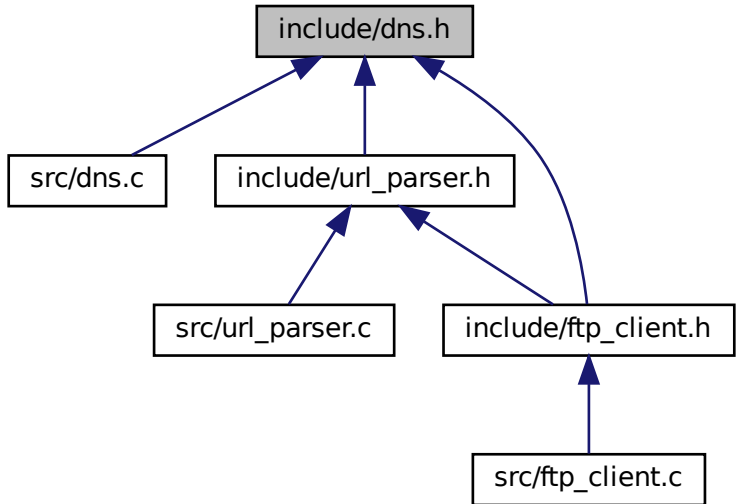 include/dns.h
src/dns.c
include/url_parser.h
src/url_parser.c
include/ftp_client.h
src/ftp_client.c